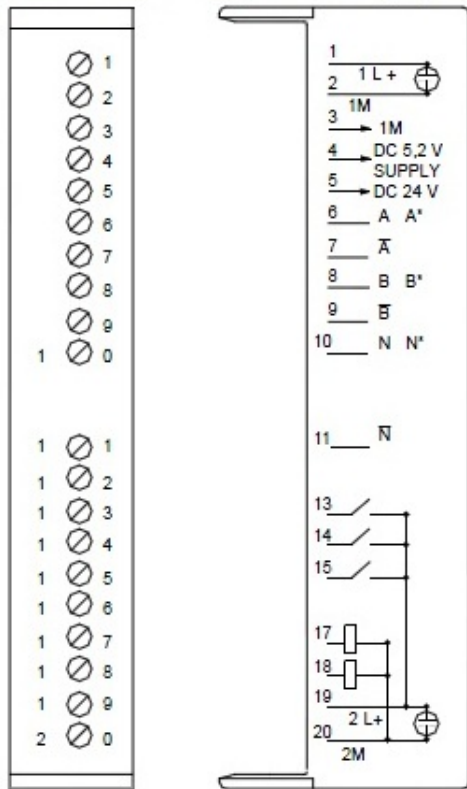 1
2
3
4
5
6
7
8
9
1 0
1 1
1 2
1 3
1 4
1 5
1 6
1 7
1 8
1 9
2 0
1
1 L +
2
1M
3 1M
4 DC 5,2 V
SUPPLY
5 DC 24 V
6 A A*
7 A̅
8 B B*
9 B̅
10 N N*
11 N̅
13
14
15
17
18
19
2 L+
20
2M